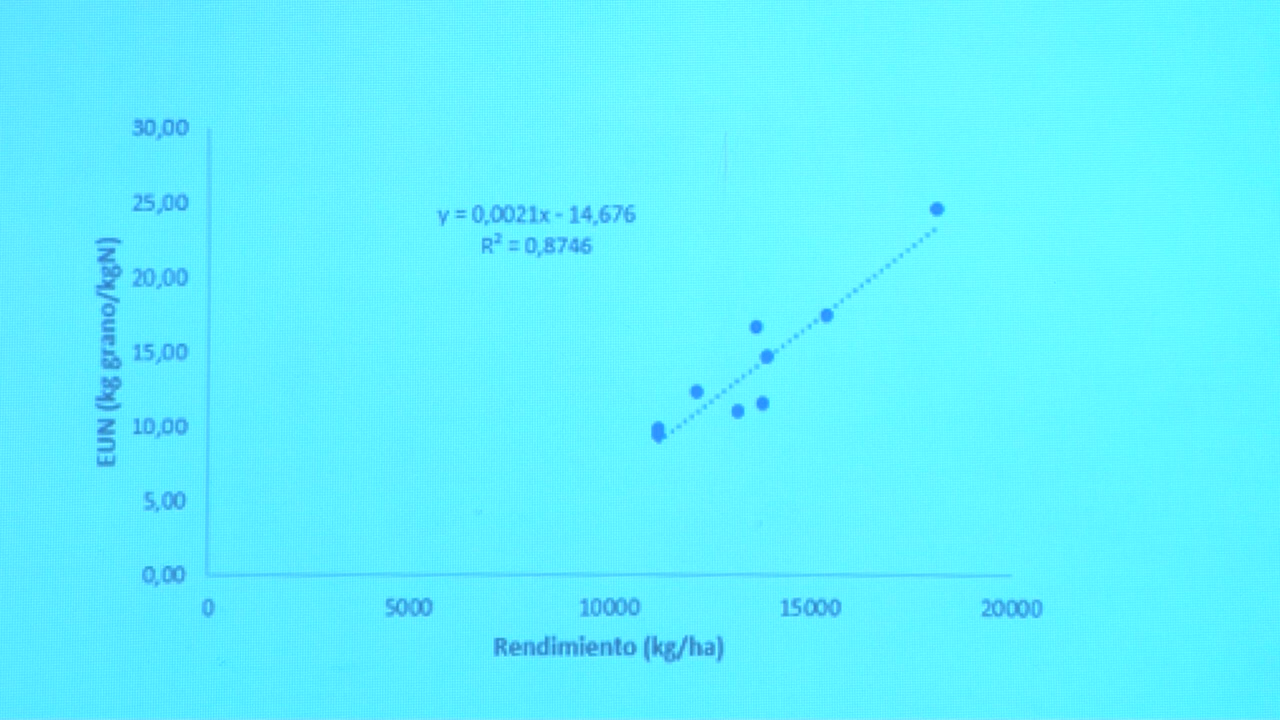 30,00
25,00
y = 0,0021x - 14,676
R² = 0,8746
20,00
15,00
10,00
5,00
0,00
EUN (kg grano/kgN)
0 5000 10000 15000 20000
Rendimiento (kg/ha)